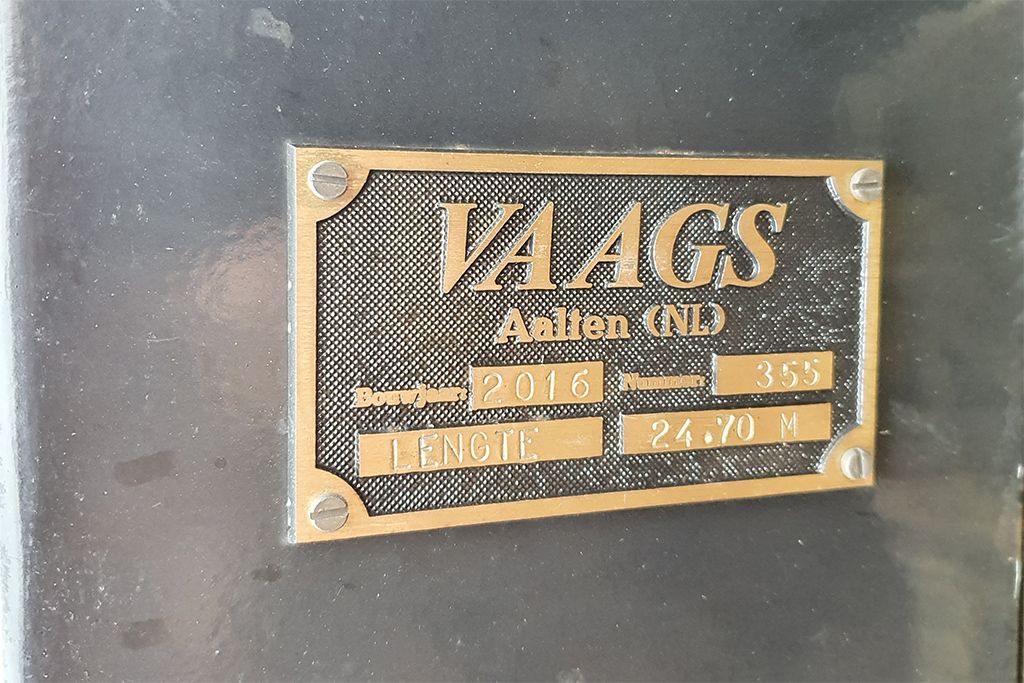 VAAGS
Aalten (NL)
Bouwjaar: 2016 Nummer: 355
LENGTE 24.70 M